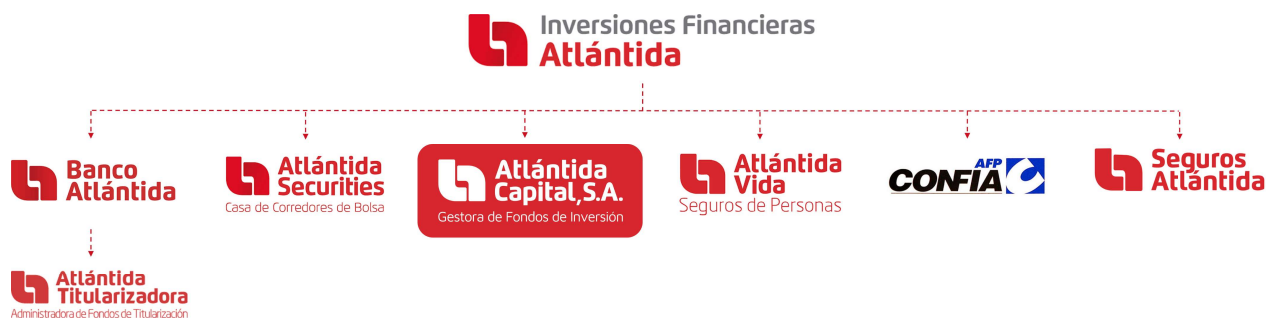 Inversiones Financieras
Atlántida
Banco
Atlántida
Atlántida
Securities
Casa de Corredores de Bolsa
Atlántida
Capital,S.A.
Gestora de Fondos de Inversión
Atlántida
Vida
Seguros de Personas
AFP
CONFÍA
Seguros
Atlántida
Atlántida
Titularizadora
Administradora de Fondos de Titularización